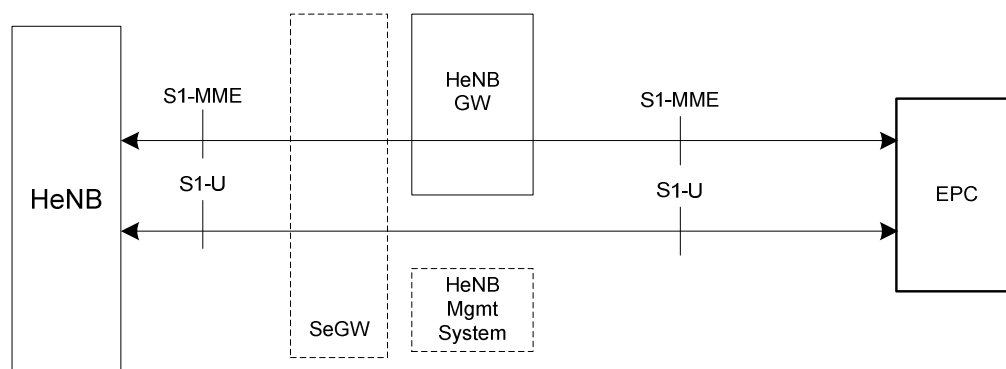 HeNB
S1-MME
S1-U
SeGW
HeNB
GW
HeNB
Mgmt
System
S1-MME
S1-U
EPC